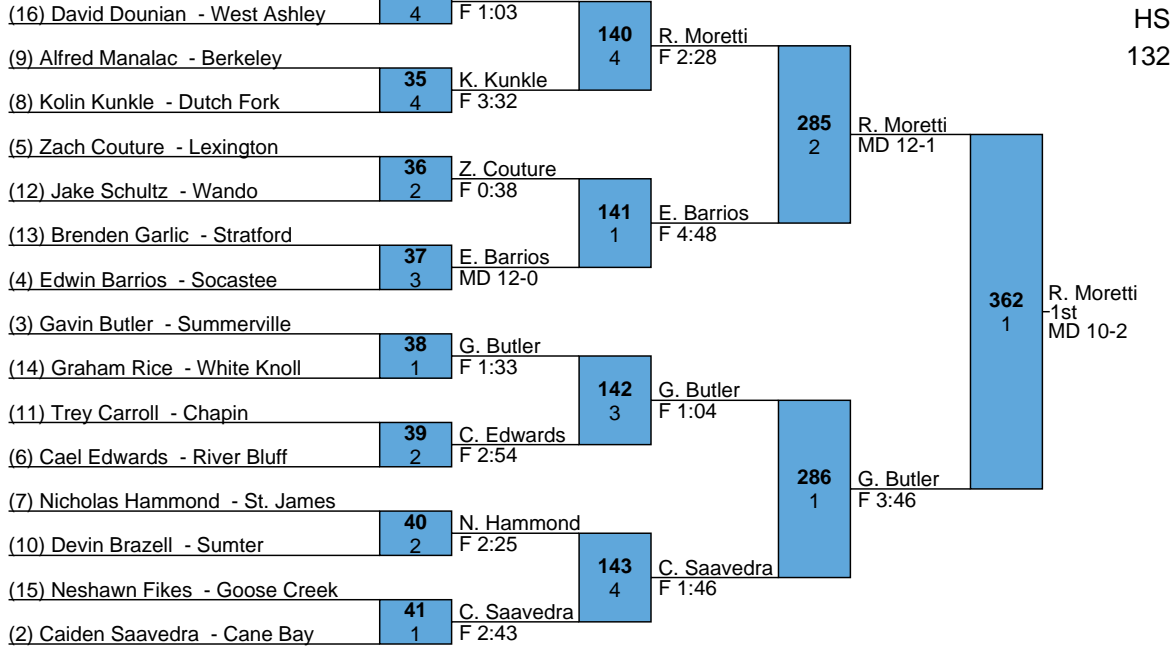 (16) David Dounian - West Ashley
4
F 1:03
HS
132
140
4
R. Moretti
F 2:28
(9) Alfred Manalac - Berkeley
35
4
K. Kunkle
F 3:32
(8) Kolin Kunkle - Dutch Fork
285
2
R. Moretti
MD 12-1
(5) Zach Couture - Lexington
36
2
Z. Couture
F 0:38
(12) Jake Schultz - Wando
141
1
E. Barrios
F 4:48
(13) Brenden Garlic - Stratford
37
3
E. Barrios
MD 12-0
(4) Edwin Barrios - Socastee
362
1
R. Moretti
1st
MD 10-2
(3) Gavin Butler - Summerville
38
1
G. Butler
F 1:33
(14) Graham Rice - White Knoll
142
3
G. Butler
F 1:04
(11) Trey Carroll - Chapin
39
2
C. Edwards
F 2:54
(6) Cael Edwards - River Bluff
286
1
G. Butler
F 3:46
(7) Nicholas Hammond - St. James
40
2
N. Hammond
F 2:25
(10) Devin Brazell - Sumter
143
4
C. Saavedra
F 1:46
(15) Neshawn Fikes - Goose Creek
41
1
C. Saavedra
F 2:43
(2) Caiden Saavedra - Cane Bay